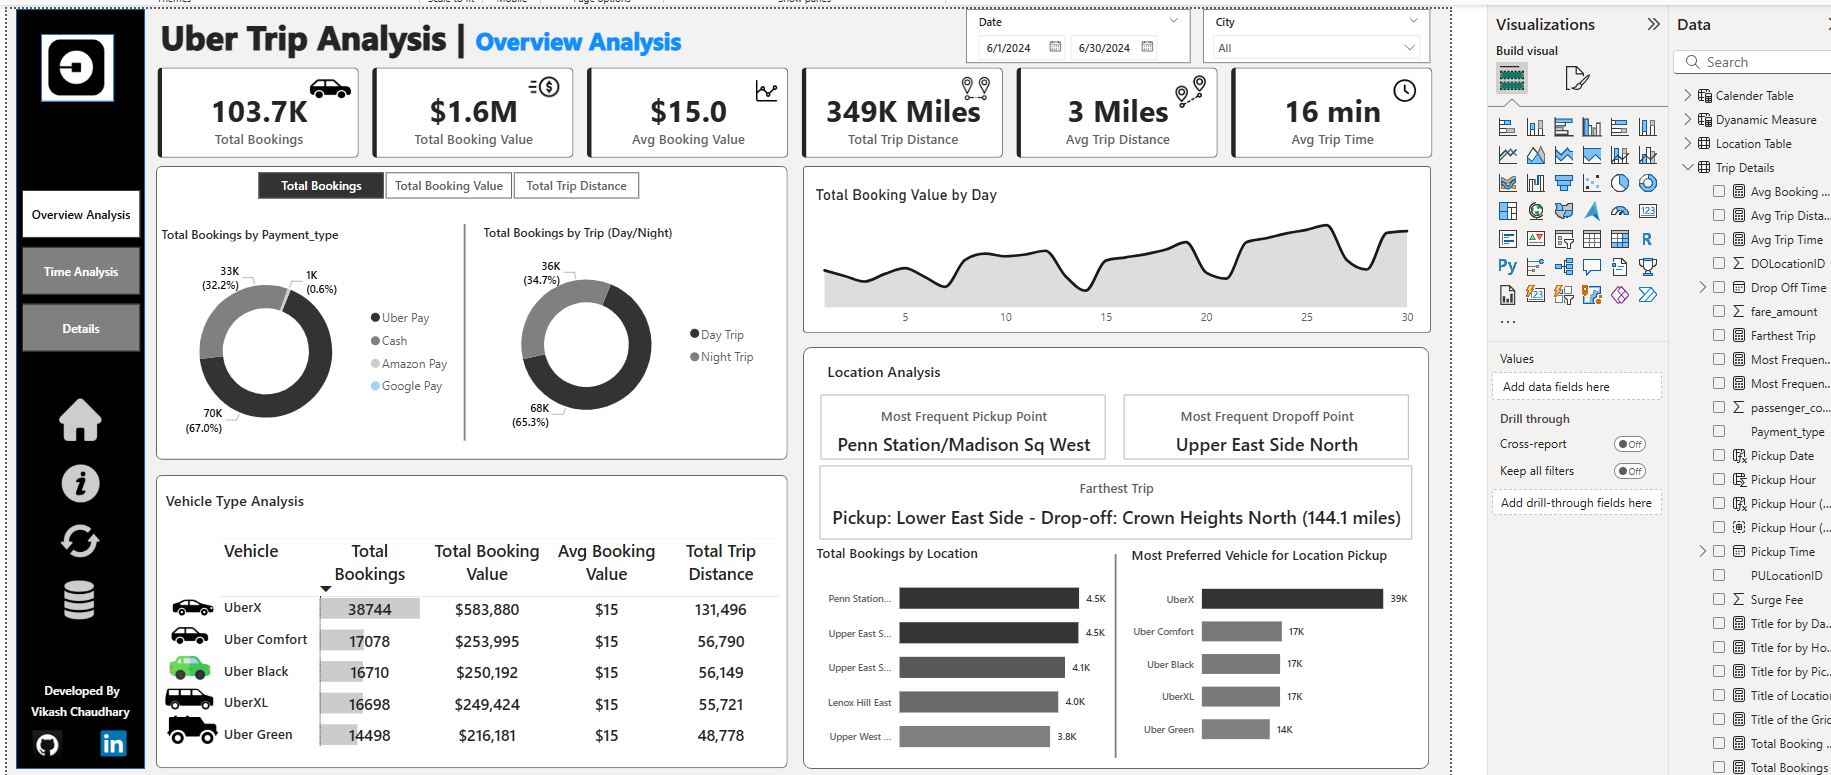 Themes
Scale to fit
Mobile
Page options
Show panes
Uber Trip Analysis | Overview Analysis
Date
6/1/2024
6/30/2024
City
All
103.7K
Total Bookings
$1.6M
Total Booking Value
$15.0
Avg Booking Value
349K Miles
Total Trip Distance
3 Miles
Avg Trip Distance
16 min
Avg Trip Time
Overview Analysis
Time Analysis
Details
Developed By
Vikash Chaudhary
in
Total Bookings
Total Booking Value
Total Trip Distance
Total Bookings by Payment_type
33K
(32.2%)
1K
(0.6%)
70K
(67.0%)
Uber Pay
Cash
Amazon Pay
Google Pay
Total Bookings by Trip (Day/Night)
36K
(34.7%)
68K
(65.3%)
Day Trip
Night Trip
Total Booking Value by Day
5 10 15 20 25 30
Vehicle Type Analysis
Vehicle Total Bookings Total Booking Value Avg Booking Value Total Trip Distance
UberX 38744 $583,880 $15 131,496
Uber Comfort 17078 $253,995 $15 56,790
Uber Black 16710 $250,192 $15 56,149
UberXL 16698 $249,424 $15 55,721
Uber Green 14498 $216,181 $15 48,778
Location Analysis
Most Frequent Pickup Point
Penn Station/Madison Sq West
Most Frequent Dropoff Point
Upper East Side North
Farthest Trip
Pickup: Lower East Side - Drop-off: Crown Heights North (144.1 miles)
Total Bookings by Location
Penn Station... 4.5K
Upper East S... 4.5K
Upper East S... 4.1K
Lenox Hill East 4.0K
Upper West ... 3.8K
Most Preferred Vehicle for Location Pickup
UberX 39K
Uber Comfort 17K
Uber Black 17K
UberXL 17K
Uber Green 14K
Visualizations
Build visual
123
R
Py
123
...
Values
Add data fields here
Drill through
Cross-report
Off
Keep all filters
Off
Add drill-through fields here
Data
Search
Calender Table
Dyanamic Measure
Location Table
Trip Details
Avg Booking ...
Avg Trip Dista...
Avg Trip Time
DOLocationID
Drop Off Time
fare_amount
Farthest Trip
Most Frequen...
Most Frequen...
passenger_co...
Payment_type
Pickup Date
Pickup Hour
Pickup Hour (...
Pickup Hour (...
Pickup Time
PULocationID
Surge Fee
Title for by Da...
Title for by Ho...
Title for by Pic...
Title of Location
Title of the Gric
Total Booking ...
Total Bookings